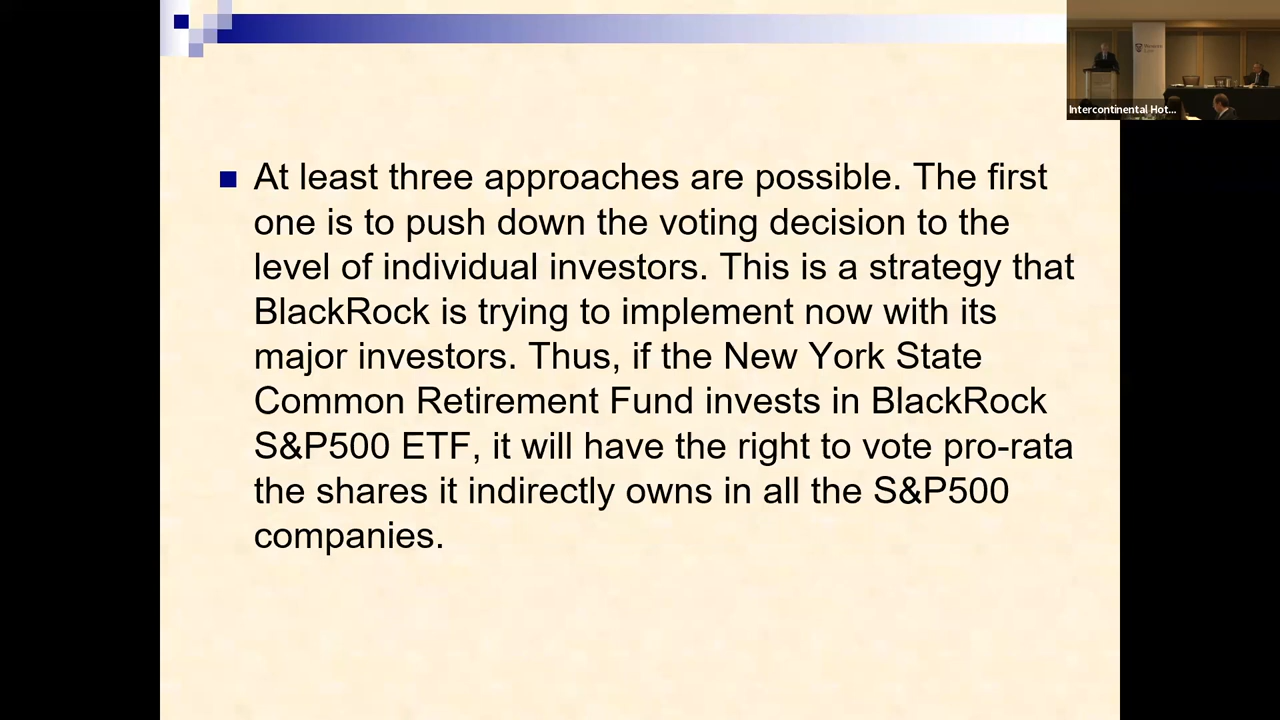 Intercontinental Hot...
At least three approaches are possible. The first
one is to push down the voting decision to the
level of individual investors. This is a strategy that
BlackRock is trying to implement now with its
major investors. Thus, if the New York State
Common Retirement Fund invests in BlackRock
S&P500 ETF, it will have the right to vote pro-rata
the shares it indirectly owns in all the S&P500
companies.